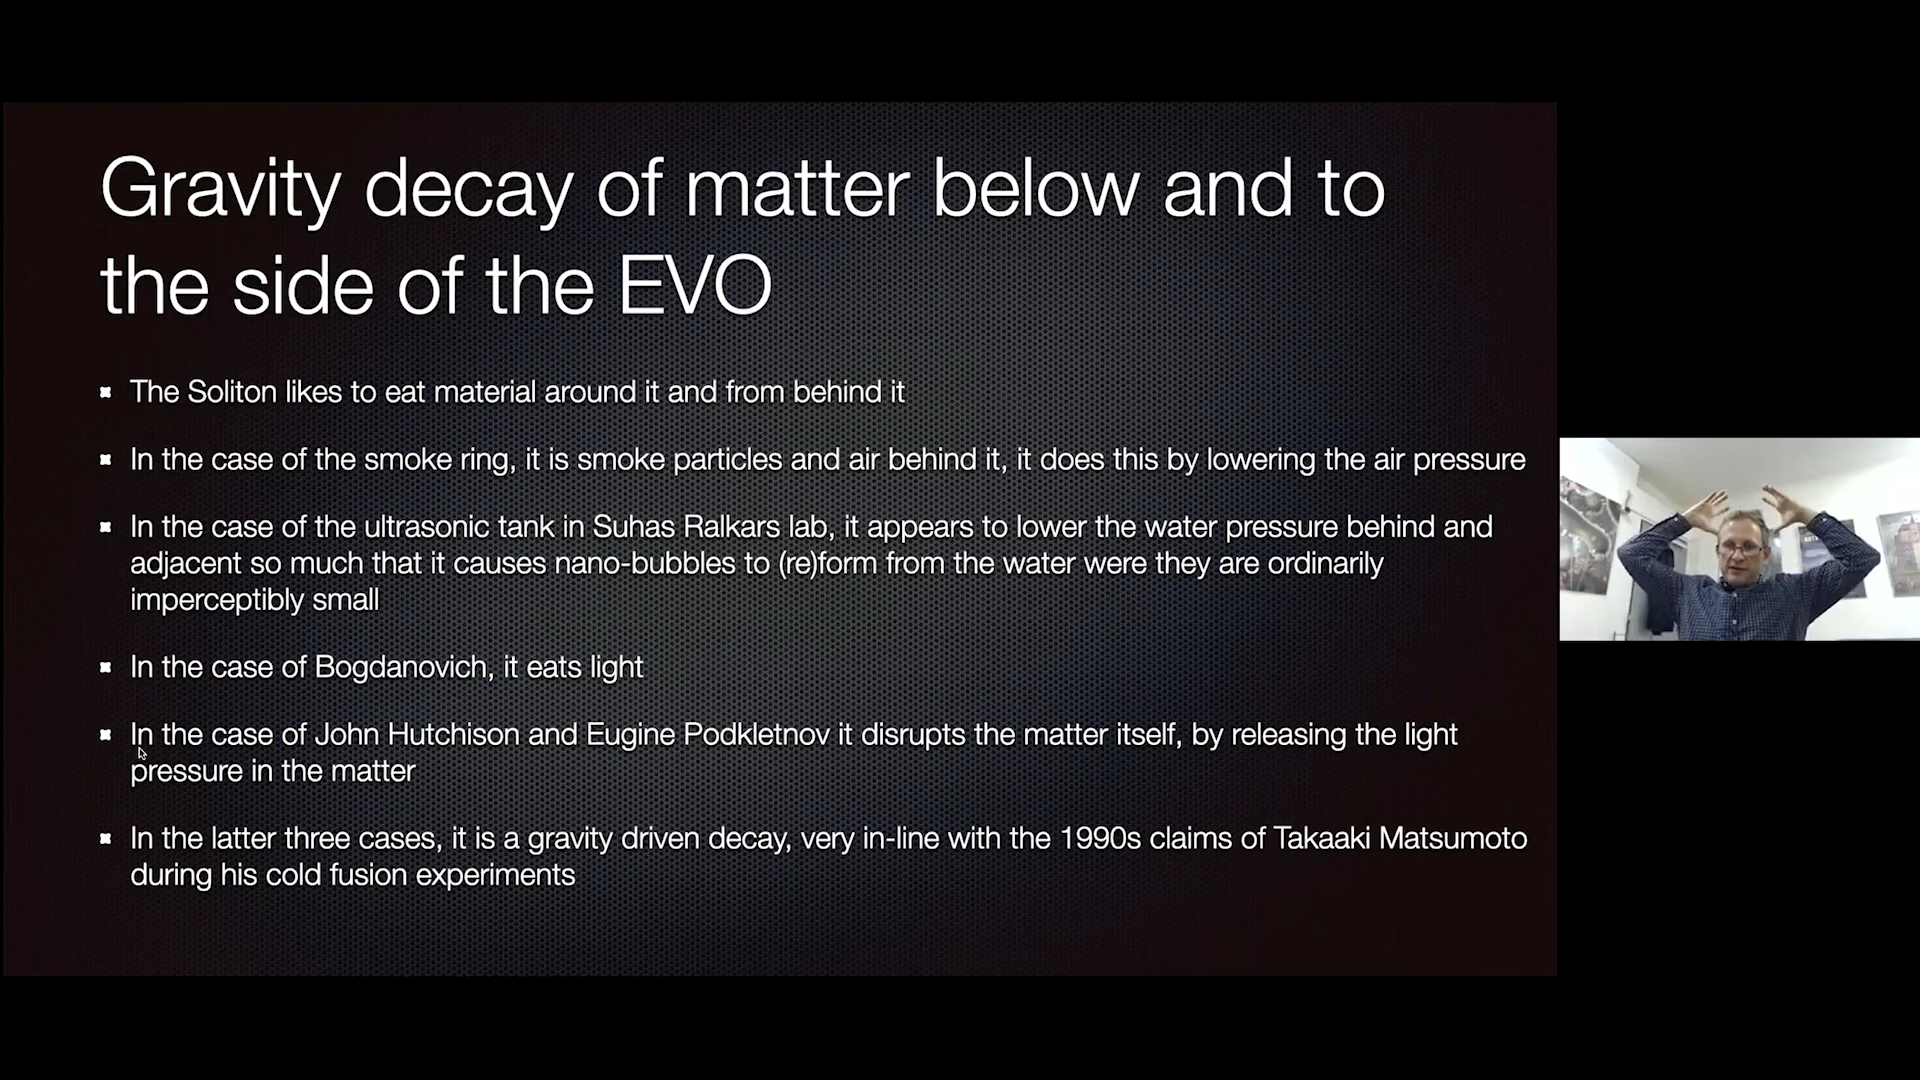 Gravity decay of matter below and to
the side of the EVO
The Soliton likes to eat material around it and from behind it
In the case of the smoke ring, it is smoke particles and air behind it, it does this by lowering the air pressure
In the case of the ultrasonic tank in Suhas Ralkars lab, it appears to lower the water pressure behind and
adjacent so much that it causes nano-bubbles to (re)form from the water were they are ordinarily
imperceptibly small
In the case of Bogdanovich, it eats light
In the case of John Hutchison and Eugine Podkletnov it disrupts the matter itself, by releasing the light
pressure in the matter
In the latter three cases, it is a gravity driven decay, very in-line with the 1990s claims of Takaaki Matsumoto
during his cold fusion experiments